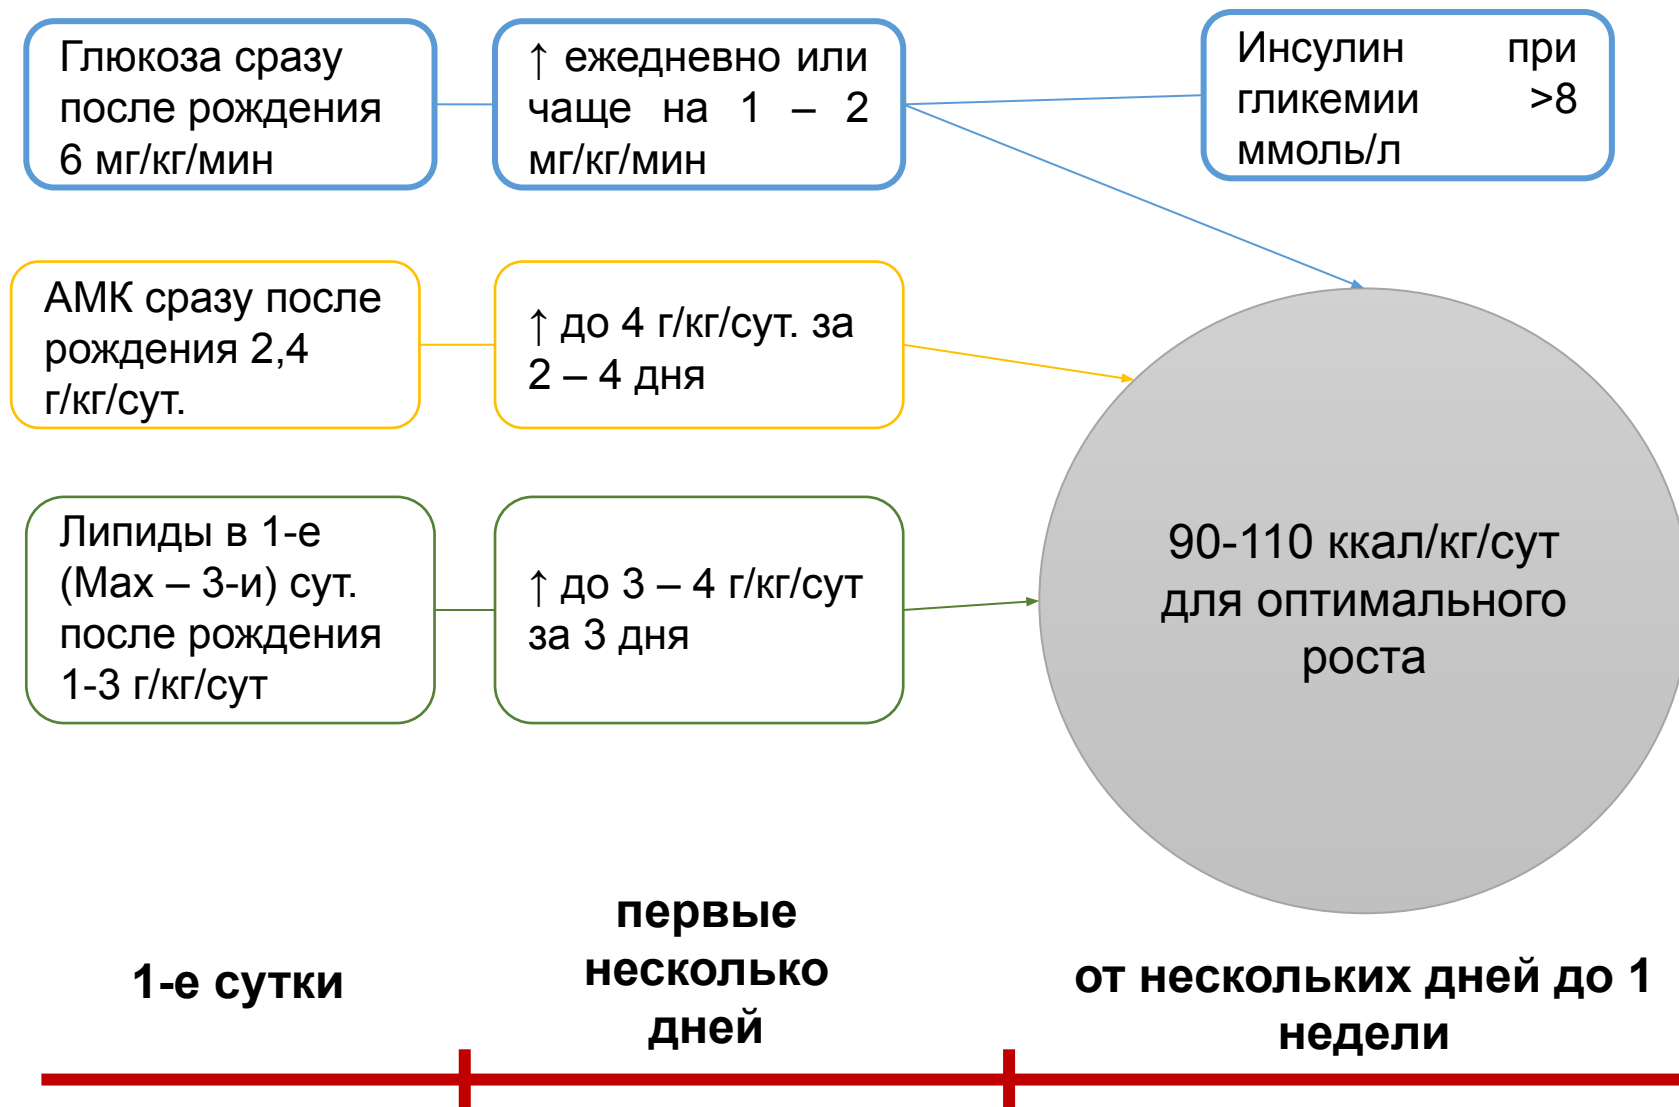 Глюкоза сразу
после рождения
6 мг/кг/мин
↑ ежедневно или
чаще на 1 – 2
мг/кг/мин
Инсулин при
гликемии >8
ммоль/л
АМК сразу после
рождения 2,4
г/кг/сут.
↑ до 4 г/кг/сут. за
2 – 4 дня
Липиды в 1-е
(Мах – 3-и) сут.
после рождения
1-3 г/кг/сут
↑ до 3 – 4 г/кг/сут
за 3 дня
90-110 ккал/кг/сут
для оптимального
роста
1-е сутки
первые
несколько
дней
от нескольких дней до 1
недели